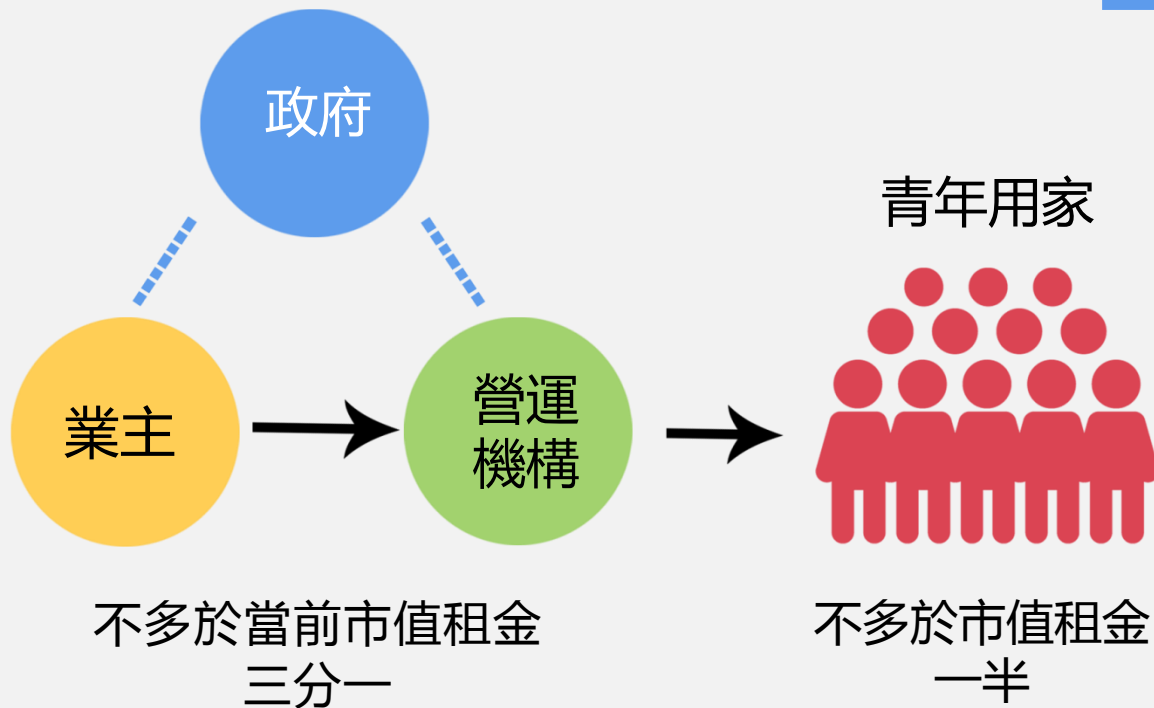 政府
青年用家
業主
營運
機構
不多於當前市值租金
三分一
不多於市值租金
一半